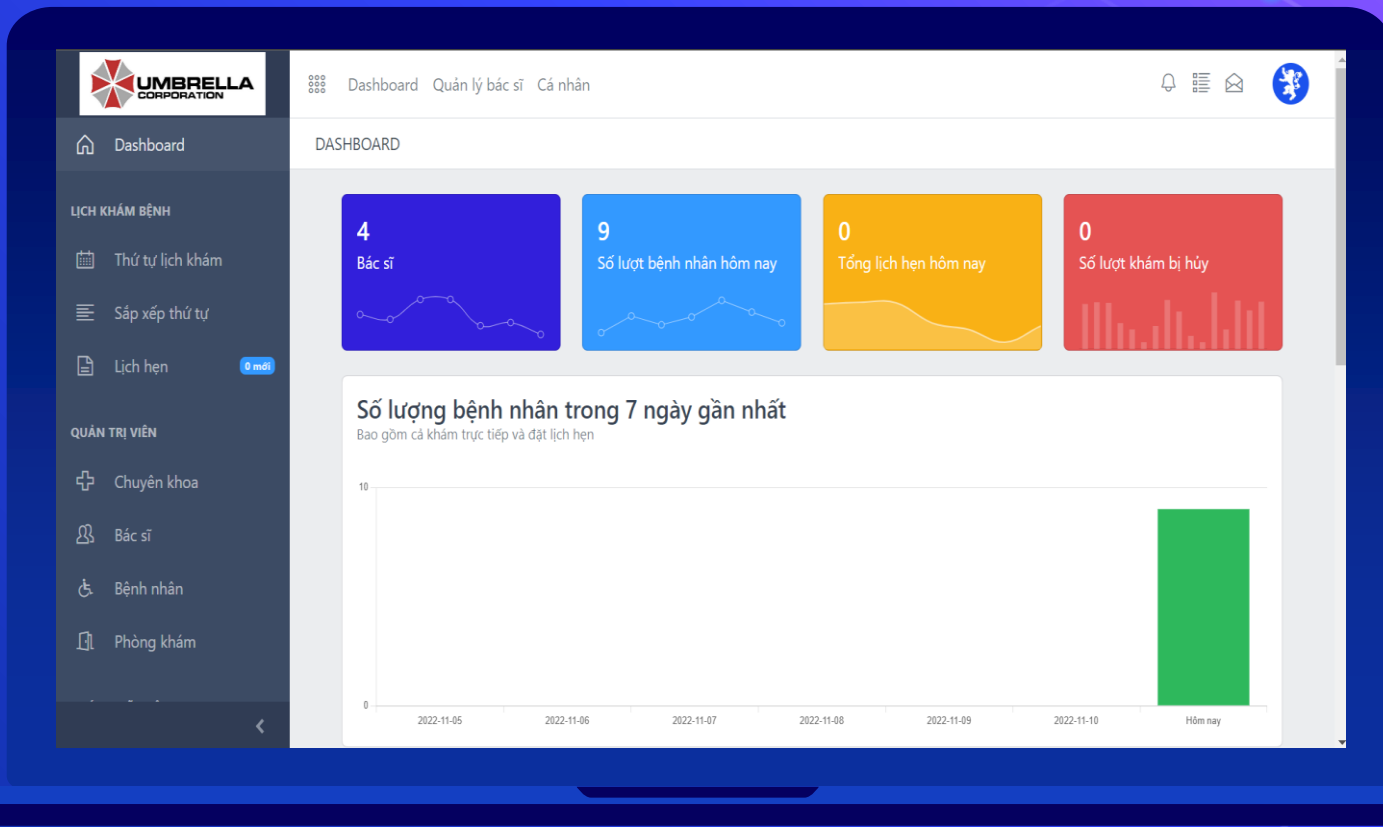 UMBRELLA
CORPORATION
Dashboard Quản lý bác sĩ Cá nhân
Dashboard
DASHBOARD
LỊCH KHÁM BỆNH
Thứ tự lịch khám
Sắp xếp thứ tự
Lịch hẹn 0 mới
QUẢN TRỊ VIÊN
Chuyên khoa
Bác sĩ
Bệnh nhân
Phòng khám
4
Bác sĩ
9
Số lượt bệnh nhân hôm nay
0
Tổng lịch hẹn hôm nay
0
Số lượt khám bị hủy
Số lượng bệnh nhân trong 7 ngày gần nhất
Bao gồm cả khám trực tiếp và đặt lịch hẹn
10
0
2022-11-05 2022-11-06 2022-11-07 2022-11-08 2022-11-09 2022-11-10 Hôm nay